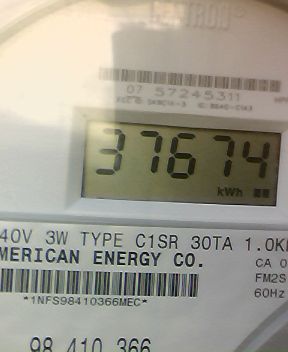 07 57245311
37674
kWh
40V 3W TYPE C1SR 30TA 1.0K
MERICAN ENERGY CO.
CA 0
FM2S
60Hz
*1NFS98410366MEC*
98 410 366